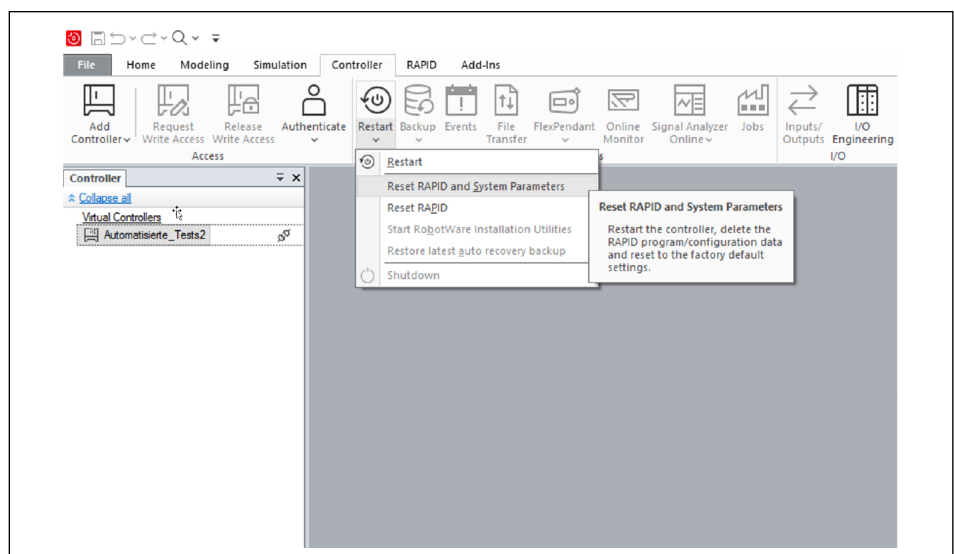 File Home Modeling Simulation Controller RAPID Add-Ins
Add Controller
Request Write Access
Release Write Access
Authenticate
Restart
Backup
Events
File Transfer
FlexPendant
Online Monitor
Signal Analyzer Online
Jobs
Inputs/ Outputs
I/O Engineering
Access
s
I/O
Controller
Collapse all
Virtual Controllers
Automatisierte_Tests2
Restart
Reset RAPID and System Parameters
Reset RAPID
Start RobotWare Installation Utilities
Restore latest auto recovery backup
Shutdown
Reset RAPID and System Parameters
Restart the controller, delete the
RAPID program/configuration data
and reset to the factory default
settings.